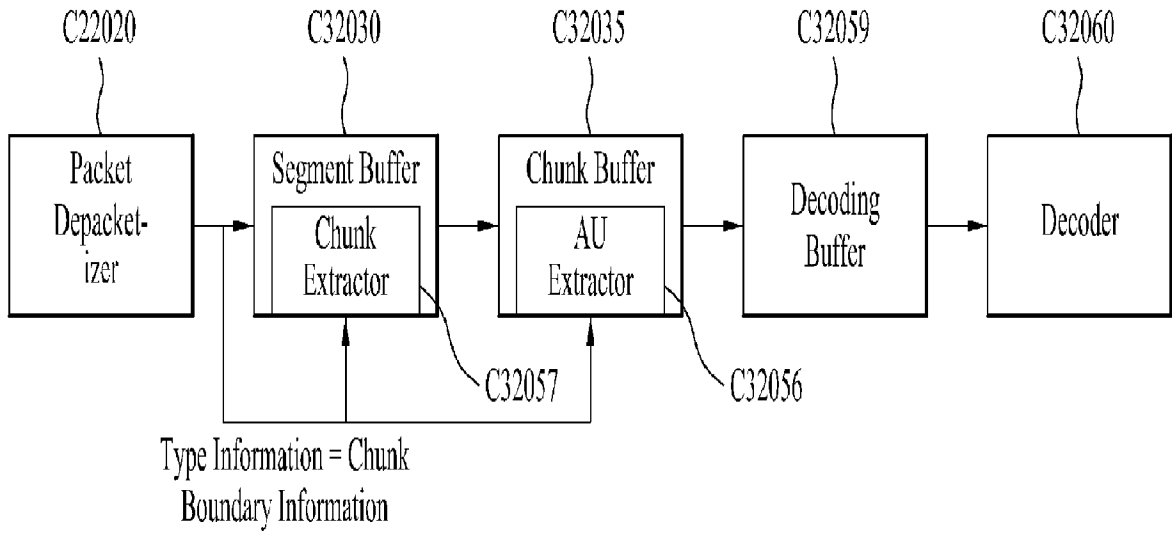 C22020
C32030
C32035
C32059
C32060
Packet
Depacket-
izer
Segment Buffer
Chunk
Extractor
Chunk Buffer
AU
Extractor
Decoding
Buffer
Decoder
C32057
C32056
Type Information = Chunk
Boundary Information